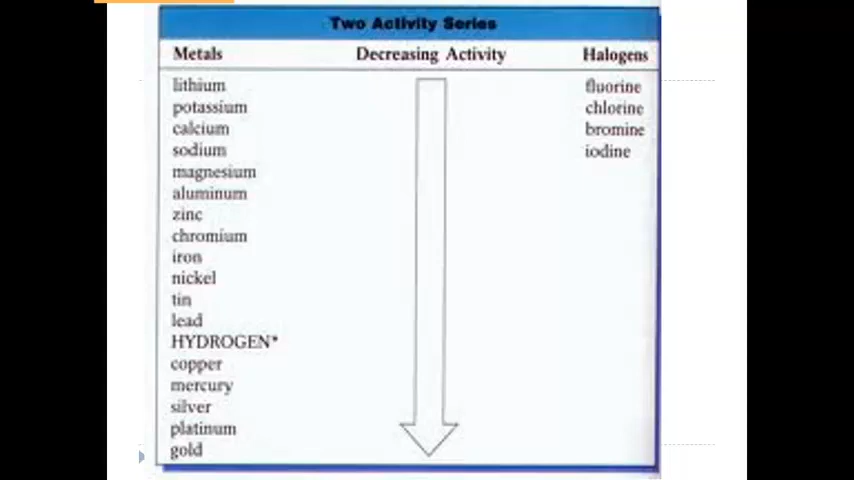 Two Activity Series
Metals Decreasing Activity Halogens
lithium fluorine
potassium chlorine
calcium bromine
sodium iodine
magnesium
aluminum
zinc
chromium
iron
nickel
tin
lead
HYDROGEN*
copper
mercury
silver
platinum
gold